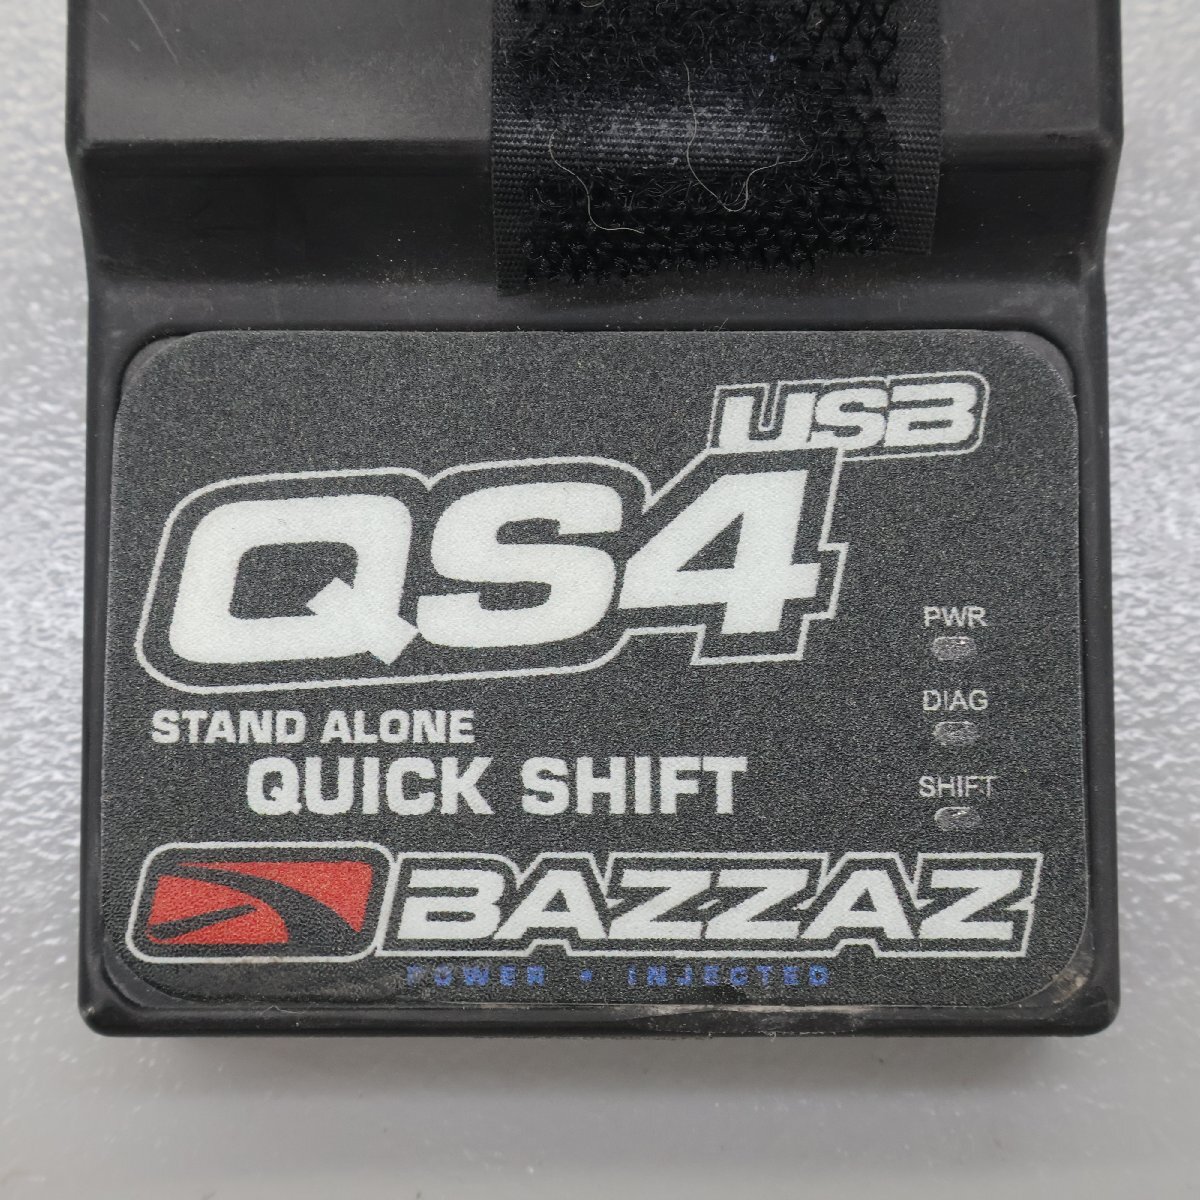 USB
QS4
PWR
DIAG
STAND ALONE
QUICK SHIFT
SHIFT
BAZZAZ
POWER • INJECTED